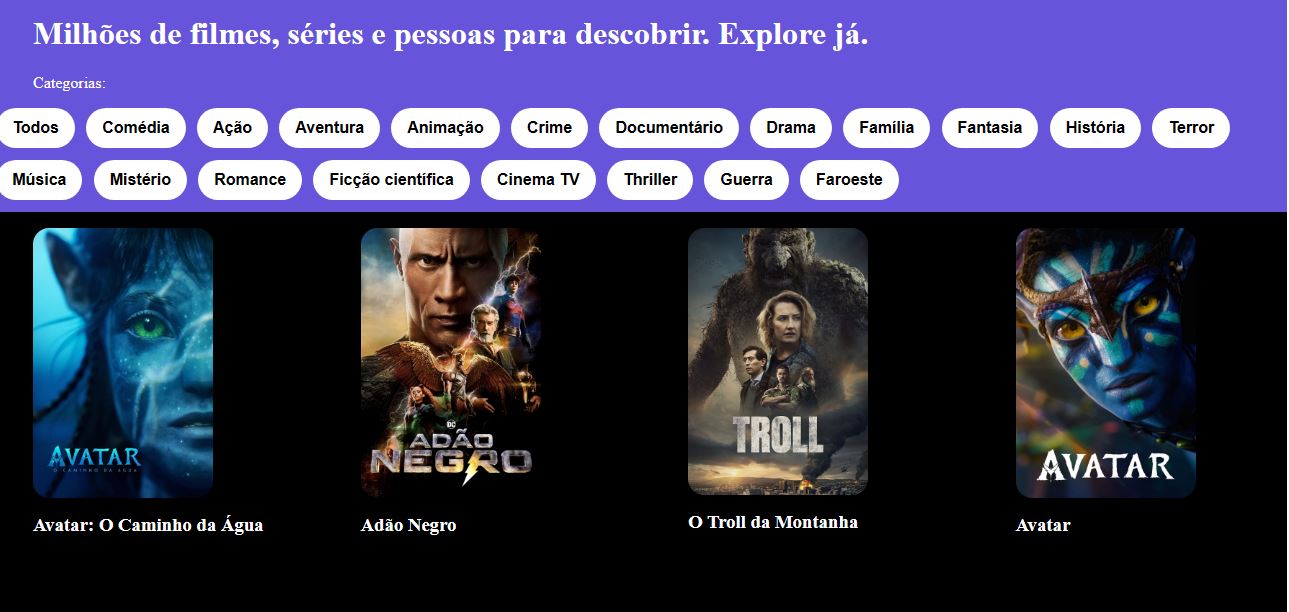 Milhões de filmes, séries e pessoas para descobrir. Explore já.
Categorias:
Todos Comédia Ação Aventura Animação Crime Documentário Drama Família Fantasia História Terror
Música Mistério Romance Ficção científica Cinema TV Thriller Guerra Faroeste
AVATAR
O CAMINHO DA ÁGUA
DC
ADÃO
NEGRO
TROLL
AVATAR
Avatar: O Caminho da Água Adão Negro O Troll da Montanha Avatar